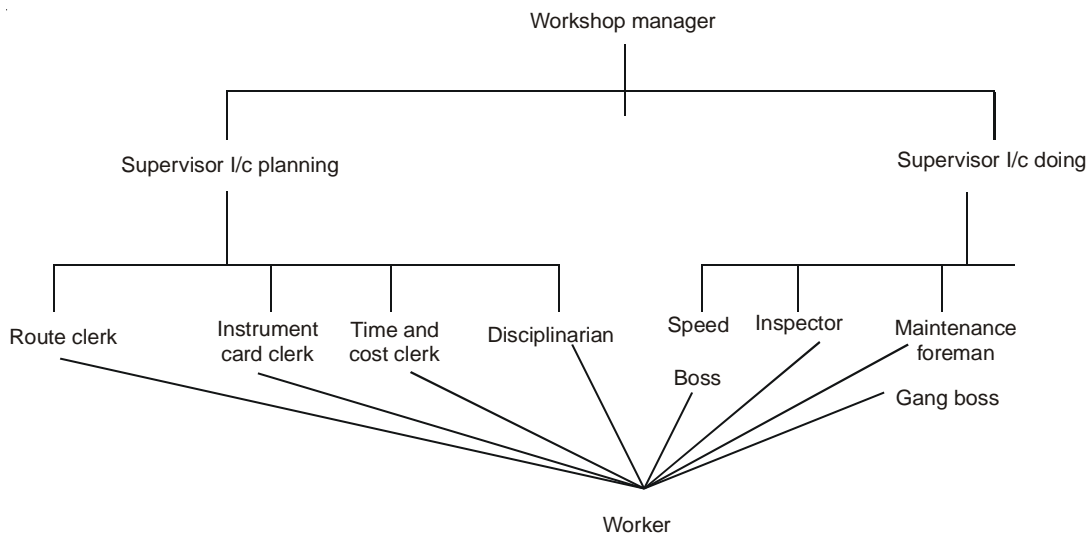 Workshop manager
Supervisor I/c planning
Supervisor I/c doing
Route clerk
Instrument
card clerk
Time and
cost clerk
Disciplinarian
Speed
Boss
Inspector
Maintenance
foreman
Gang boss
Worker